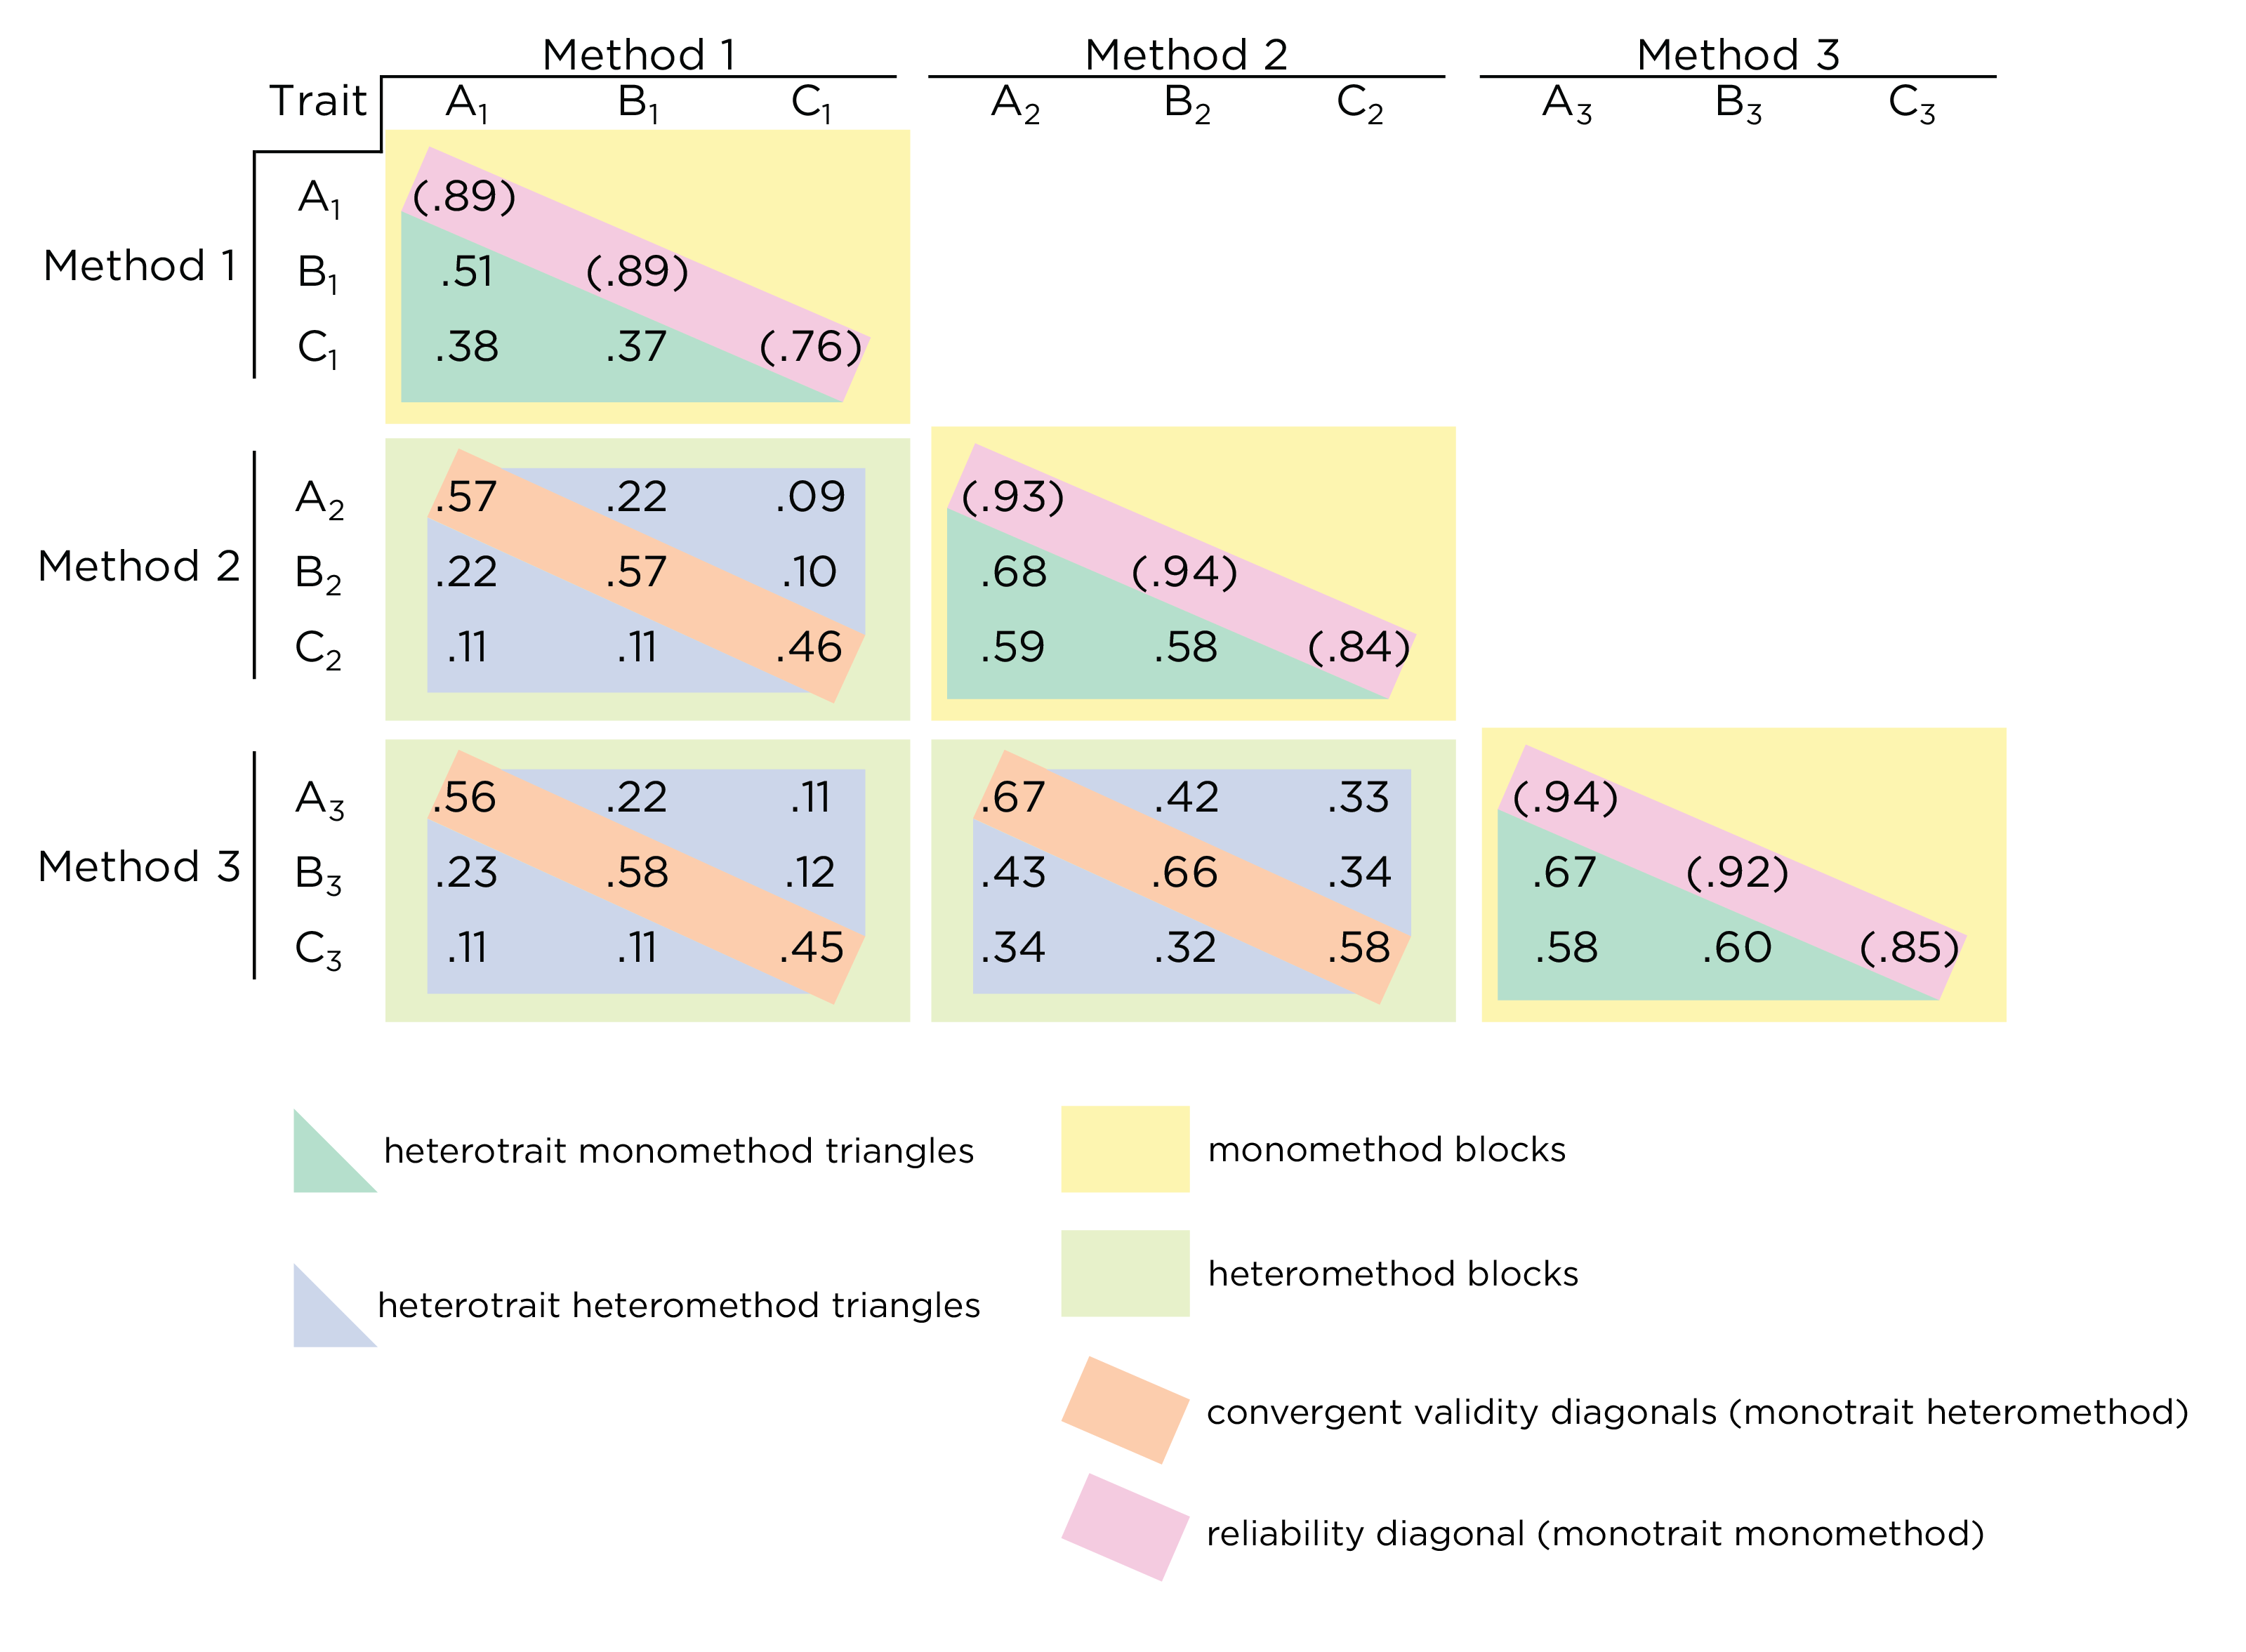 Method 1 Method 2 Method 3
Trait A₁ B₁ C₁ A₂ B₂ C₂ A₃ B₃ C₃
A₁ (.89)
Method 1 B₁ .51 (.89)
C₁ .38 .37 (.76)
A₂ .57 .22 .09 (.93)
Method 2 B₂ .22 .57 .10 .68 (.94)
C₂ .11 .11 .46 .59 .58 (.84)
A₃ .56 .22 .11 .67 .42 .33 (.94)
Method 3 B₃ .23 .58 .12 .43 .66 .34 .67 (.92)
C₃ .11 .11 .45 .34 .32 .58 .58 .60 (.85)
heterotrait monomethod triangles
monomethod blocks
heterotrait heteromethod triangles
heteromethod blocks
convergent validity diagonals (monotrait heteromethod)
reliability diagonal (monotrait monomethod)